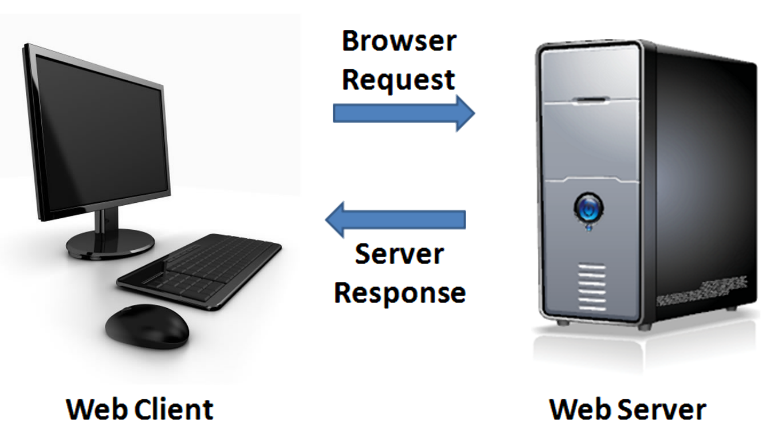 Browser
Request
Server
Response
Web Client
Web Server